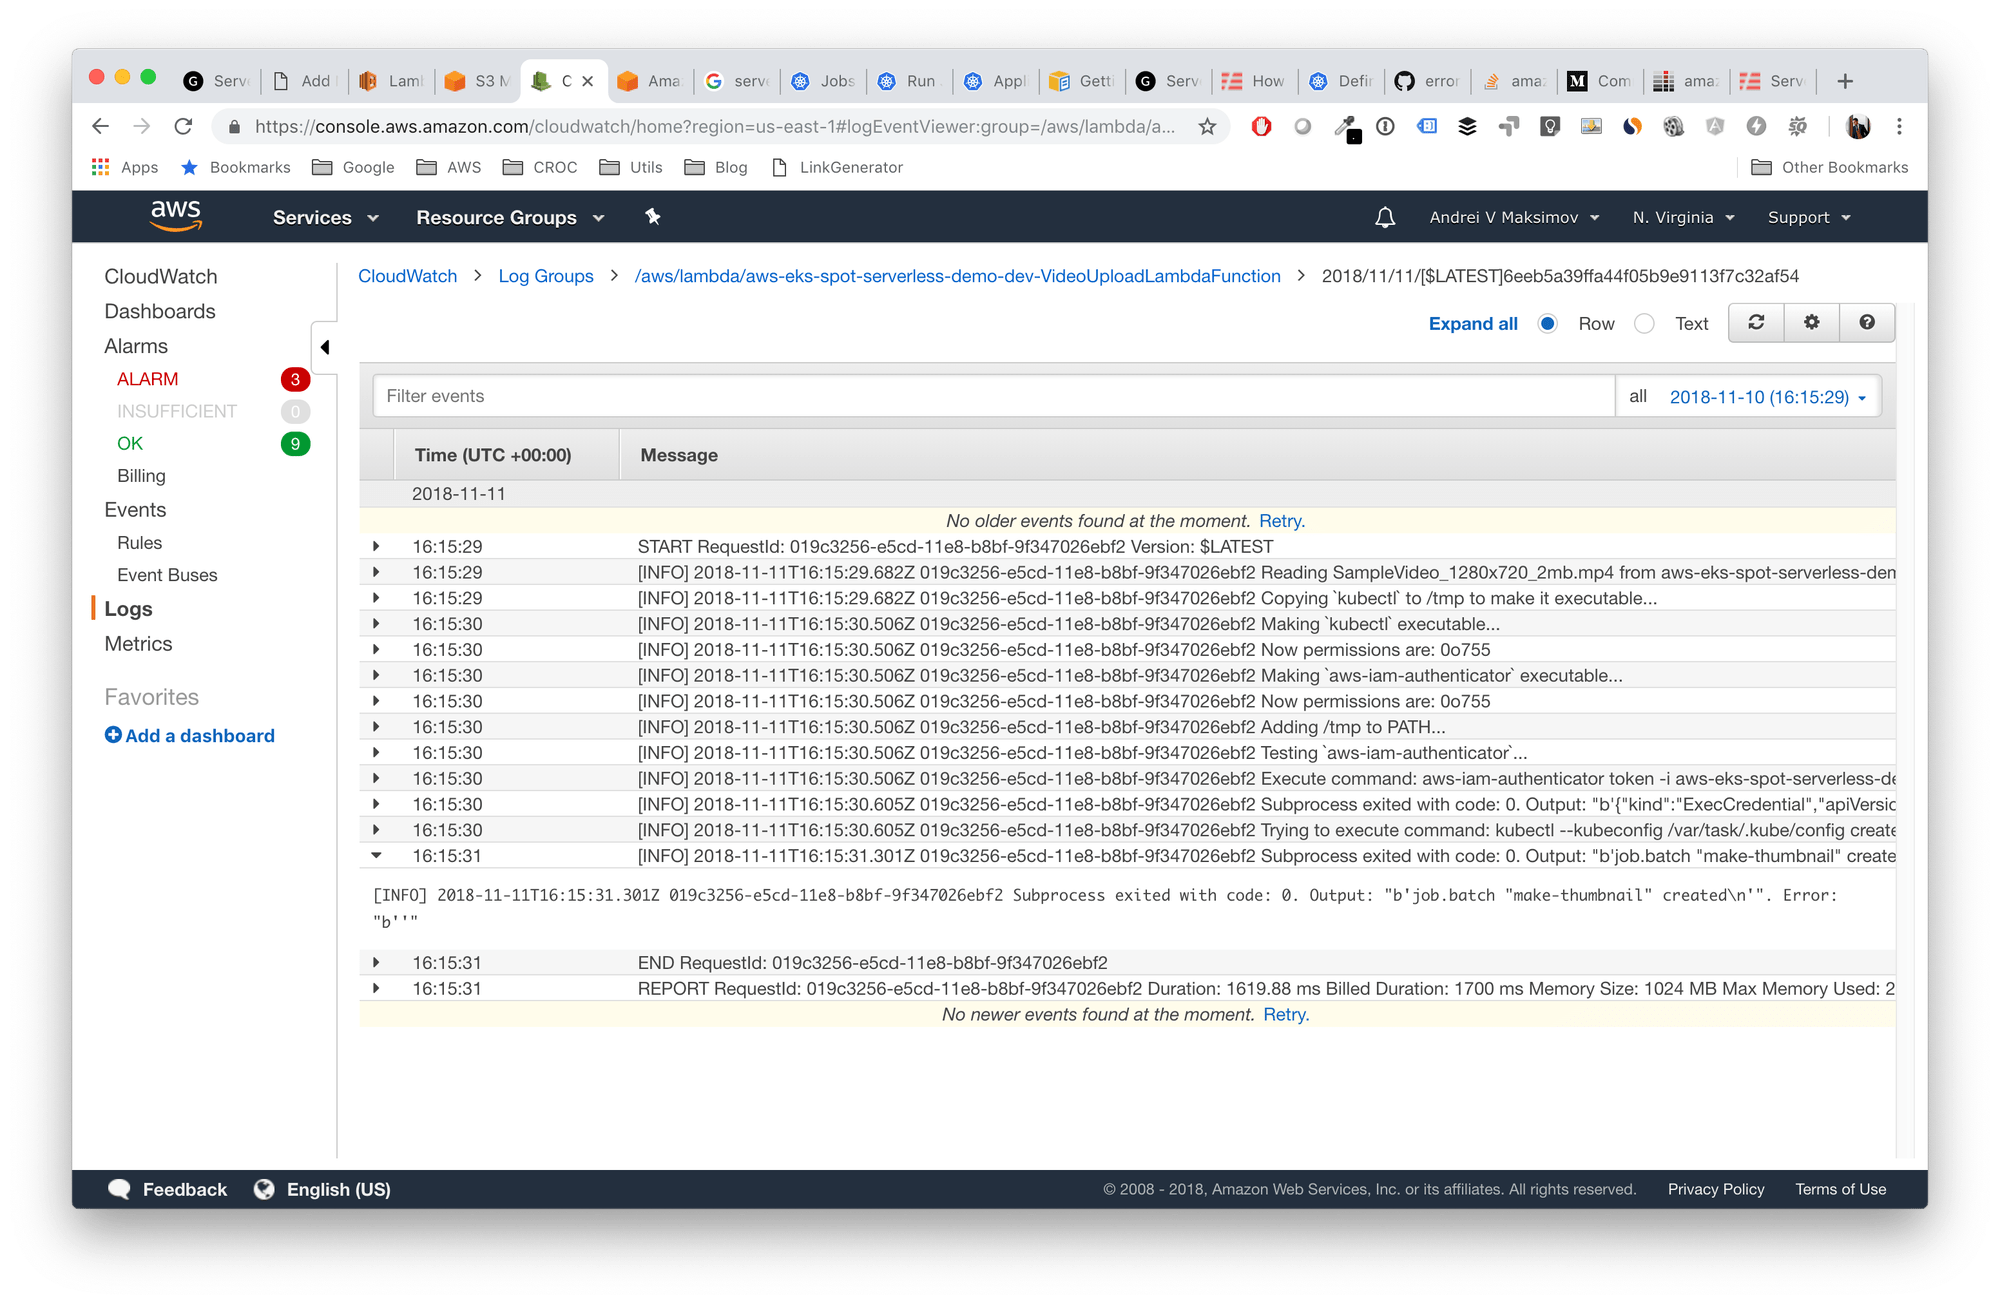 Serv
Add
Lam
S3 M
C
Ama
serv
Jobs
Run
Appl
Getti
Serv
How
Defin
error
amaz
Com
amaz
Serv
https://console.aws.amazon.com/cloudwatch/home?region=us-east-1#logEventViewer:group=/aws/lambda/a...
Apps Bookmarks Google AWS CROC Utils Blog LinkGenerator Other Bookmarks
aws Services Resource Groups Andrei V Maksimov N. Virginia Support
CloudWatch
Dashboards
Alarms
ALARM 3
INSUFFICIENT 0
OK 9
Billing
Events
Rules
Event Buses
Logs
Metrics
Favorites
Add a dashboard
CloudWatch > Log Groups > /aws/lambda/aws-eks-spot-serverless-demo-dev-VideoUploadLambdaFunction > 2018/11/11/[$LATEST]6eeb5a39ffa44f05b9e9113f7c32af54
Expand all Row Text
Filter events all 2018-11-10 (16:15:29)
Time (UTC +00:00) Message
2018-11-11
No older events found at the moment. Retry.
16:15:29 START RequestId: 019c3256-e5cd-11e8-b8bf-9f347026ebf2 Version: $LATEST
16:15:29 [INFO] 2018-11-11T16:15:29.682Z 019c3256-e5cd-11e8-b8bf-9f347026ebf2 Reading SampleVideo_1280x720_2mb.mp4 from aws-eks-spot-serverless-den
16:15:29 [INFO] 2018-11-11T16:15:29.682Z 019c3256-e5cd-11e8-b8bf-9f347026ebf2 Copying `kubectl` to /tmp to make it executable...
16:15:30 [INFO] 2018-11-11T16:15:30.506Z 019c3256-e5cd-11e8-b8bf-9f347026ebf2 Making `kubectl` executable...
16:15:30 [INFO] 2018-11-11T16:15:30.506Z 019c3256-e5cd-11e8-b8bf-9f347026ebf2 Now permissions are: 0o755
16:15:30 [INFO] 2018-11-11T16:15:30.506Z 019c3256-e5cd-11e8-b8bf-9f347026ebf2 Making `aws-iam-authenticator` executable...
16:15:30 [INFO] 2018-11-11T16:15:30.506Z 019c3256-e5cd-11e8-b8bf-9f347026ebf2 Now permissions are: 0o755
16:15:30 [INFO] 2018-11-11T16:15:30.506Z 019c3256-e5cd-11e8-b8bf-9f347026ebf2 Adding /tmp to PATH...
16:15:30 [INFO] 2018-11-11T16:15:30.506Z 019c3256-e5cd-11e8-b8bf-9f347026ebf2 Testing `aws-iam-authenticator`...
16:15:30 [INFO] 2018-11-11T16:15:30.506Z 019c3256-e5cd-11e8-b8bf-9f347026ebf2 Execute command: aws-iam-authenticator token -i aws-eks-spot-serverless-de
16:15:30 [INFO] 2018-11-11T16:15:30.605Z 019c3256-e5cd-11e8-b8bf-9f347026ebf2 Subprocess exited with code: 0. Output: "b'{"kind":"ExecCredential","apiVersio
16:15:30 [INFO] 2018-11-11T16:15:30.605Z 019c3256-e5cd-11e8-b8bf-9f347026ebf2 Trying to execute command: kubectl --kubeconfig /var/task/.kube/config create
16:15:31 [INFO] 2018-11-11T16:15:31.301Z 019c3256-e5cd-11e8-b8bf-9f347026ebf2 Subprocess exited with code: 0. Output: "b'job.batch "make-thumbnail" create
[INFO] 2018-11-11T16:15:31.301Z 019c3256-e5cd-11e8-b8bf-9f347026ebf2 Subprocess exited with code: 0. Output: "b'job.batch "make-thumbnail" created\n'". Error:
"b''"
16:15:31 END RequestId: 019c3256-e5cd-11e8-b8bf-9f347026ebf2
16:15:31 REPORT RequestId: 019c3256-e5cd-11e8-b8bf-9f347026ebf2 Duration: 1619.88 ms Billed Duration: 1700 ms Memory Size: 1024 MB Max Memory Used: 2
No newer events found at the moment. Retry.
Feedback English (US) © 2008 - 2018, Amazon Web Services, Inc. or its affiliates. All rights reserved. Privacy Policy Terms of Use